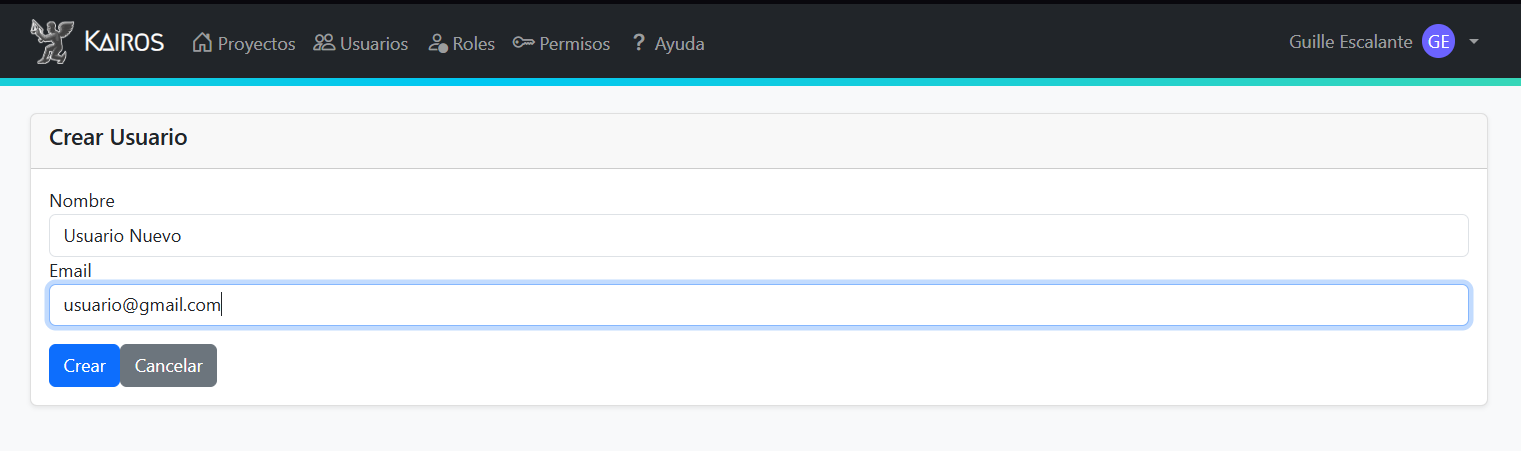 KAIROS Proyectos Usuarios Roles Permisos ? Ayuda Guille Escalante GE
Crear Usuario
Nombre
Usuario Nuevo
Email
usuario@gmail.com
Crear Cancelar